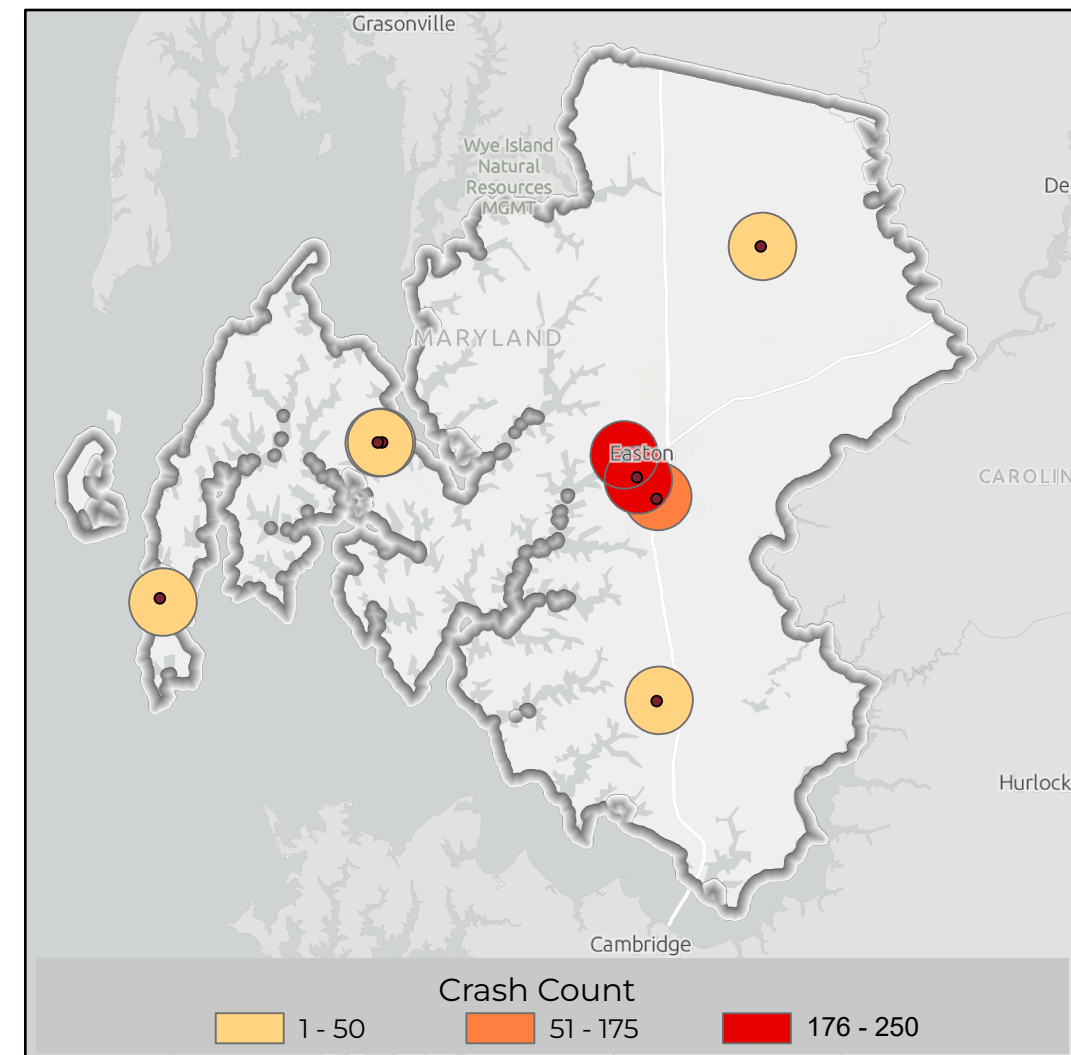 Grasonville
Wye Island
Natural
Resources
MGMT
De
MARYLAND
Easton
CAROLIN
Hurlock
Cambridge
Crash Count
1 - 50
51 - 175
176 - 250